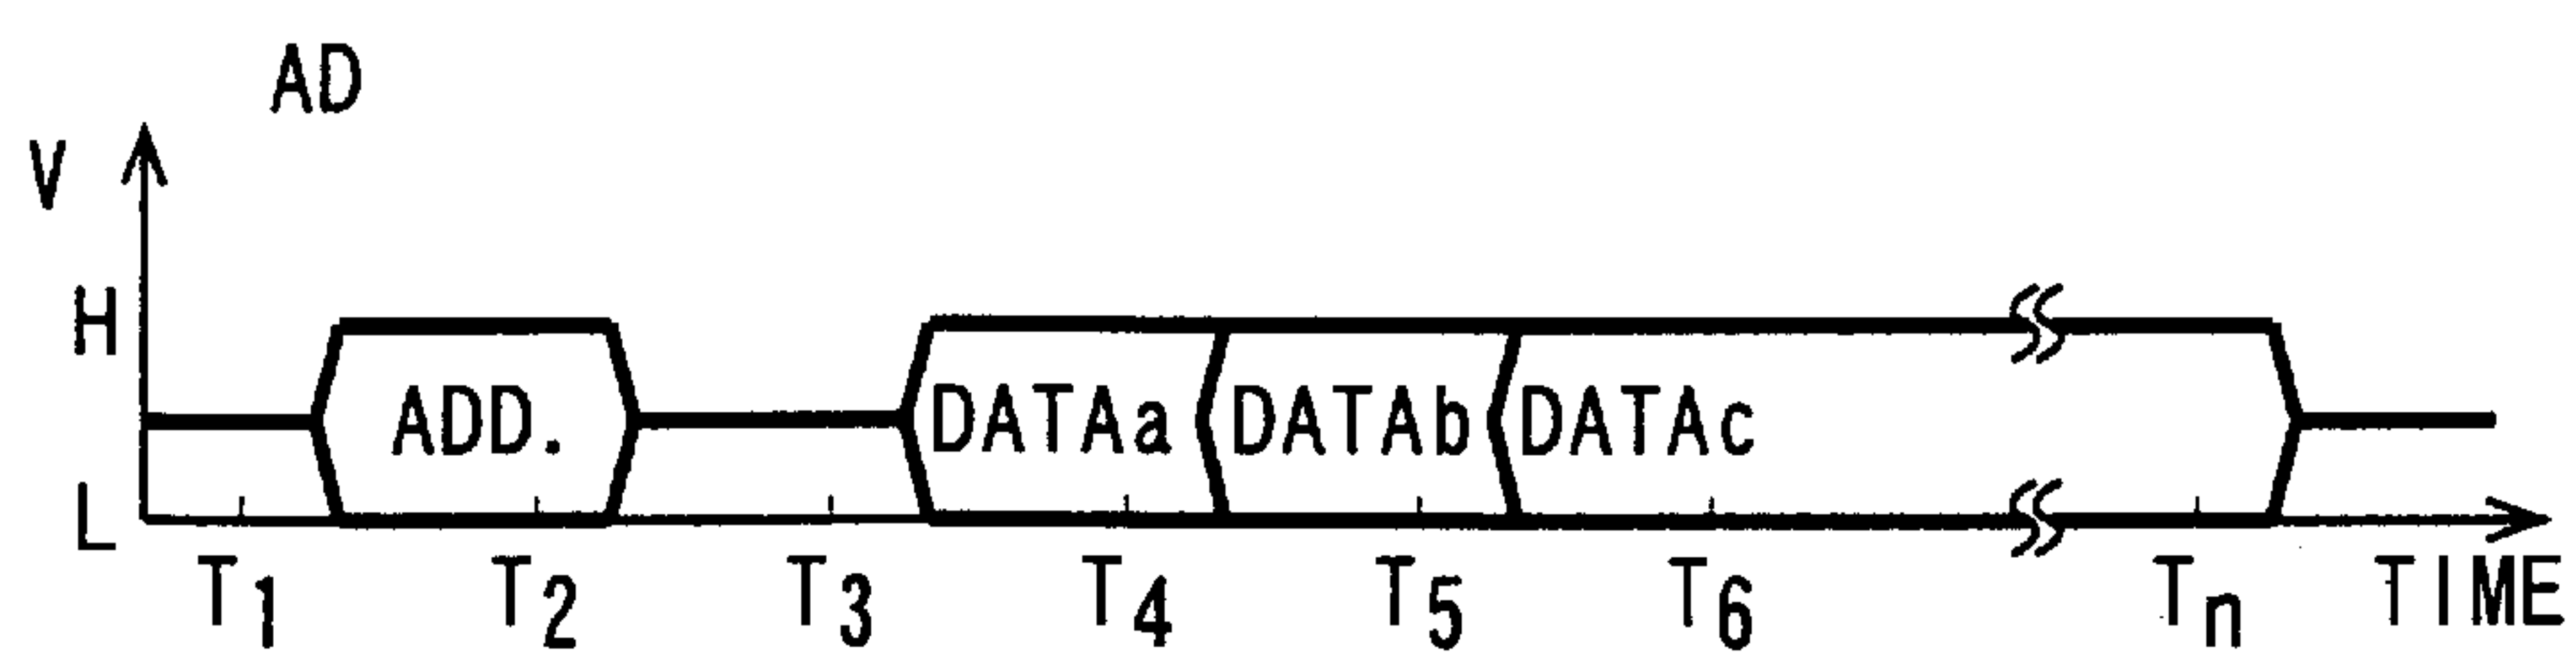 AD
V
H
ADD. DATAa DATAb DATAc
L
T1 T2 T3 T4 T5 T6 Tn TIME